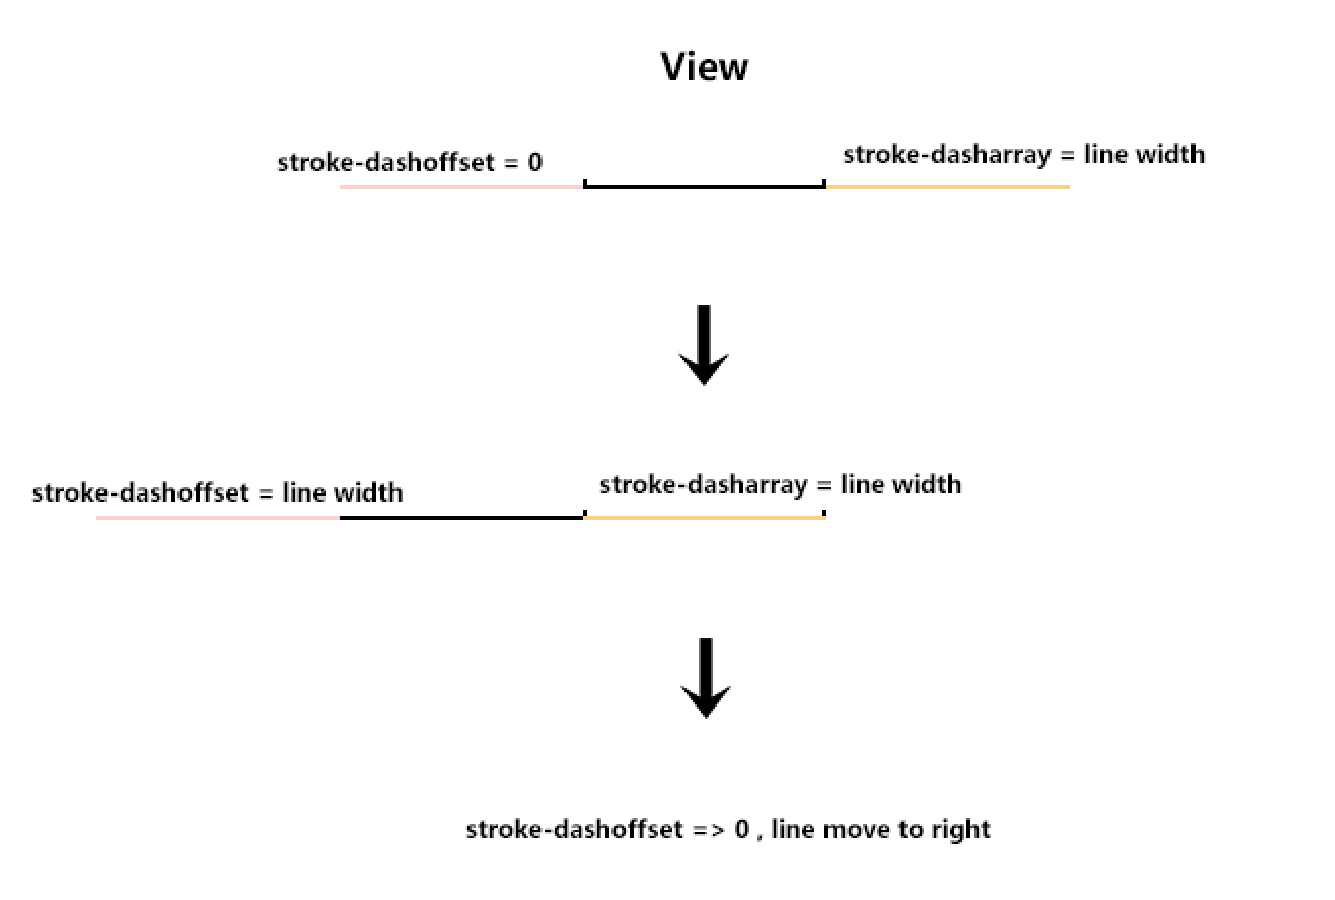 View
stroke-dashoffset = 0
stroke-dasharray = line width
stroke-dashoffset = line width
stroke-dasharray = line width
stroke-dashoffset => 0 , line move to right